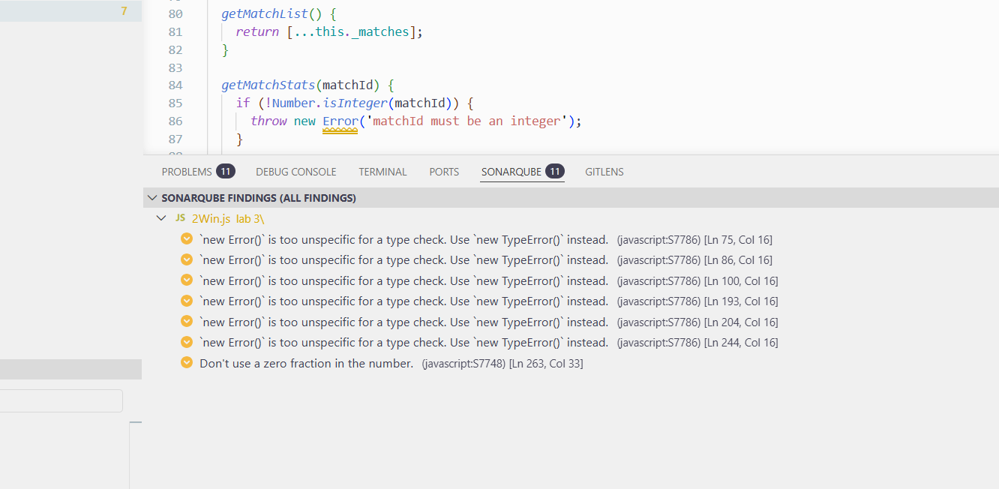 7
80 getMatchList() {
81 return [...this._matches];
82 }
83
84 getMatchStats(matchId) {
85 if (!Number.isInteger(matchId)) {
86 throw new Error('matchId must be an integer');
87 }
PROBLEMS 11 DEBUG CONSOLE TERMINAL PORTS SONARQUBE 11 GITLENS
SONARQUBE FINDINGS (ALL FINDINGS)
JS 2Win.js lab 3\
`new Error()` is too unspecific for a type check. Use `new TypeError()` instead. (javascript:S7786) [Ln 75, Col 16]
`new Error()` is too unspecific for a type check. Use `new TypeError()` instead. (javascript:S7786) [Ln 86, Col 16]
`new Error()` is too unspecific for a type check. Use `new TypeError()` instead. (javascript:S7786) [Ln 100, Col 16]
`new Error()` is too unspecific for a type check. Use `new TypeError()` instead. (javascript:S7786) [Ln 193, Col 16]
`new Error()` is too unspecific for a type check. Use `new TypeError()` instead. (javascript:S7786) [Ln 204, Col 16]
`new Error()` is too unspecific for a type check. Use `new TypeError()` instead. (javascript:S7786) [Ln 244, Col 16]
Don't use a zero fraction in the number. (javascript:S7748) [Ln 263, Col 33]